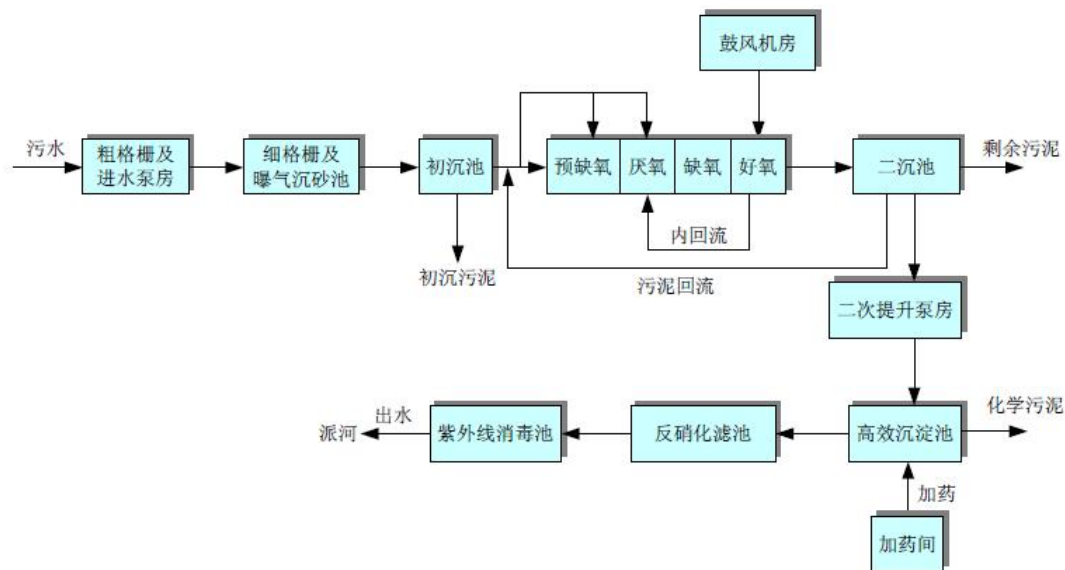 鼓风机房
污水
粗格栅及
进水泵房
细格栅及
曝气沉砂池
初沉池
预缺氧
厌氧
缺氧
好氧
二沉池
剩余污泥
内回流
初沉污泥
污泥回流
二次提升泵房
派河
出水
紫外线消毒池
反硝化滤池
高效沉淀池
化学污泥
加药
加药间